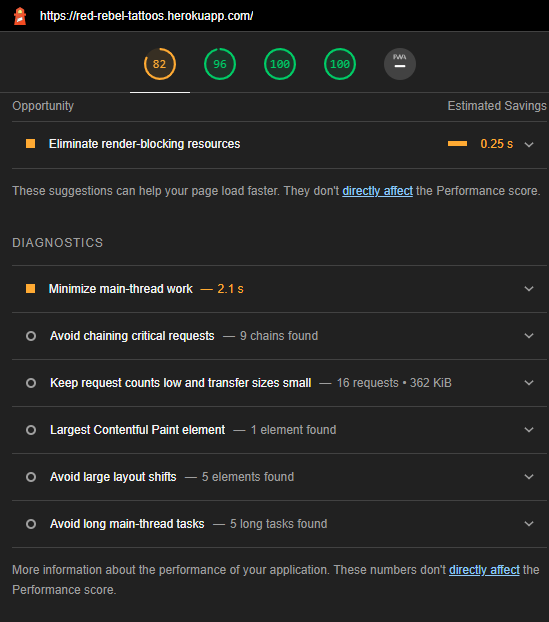 https://red-rebel-tattoos.herokuapp.com/
82 96 100 100 PWA
Opportunity Estimated Savings
Eliminate render-blocking resources 0.25 s
These suggestions can help your page load faster. They don't directly affect the Performance score.
DIAGNOSTICS
Minimize main-thread work — 2.1 s
Avoid chaining critical requests — 9 chains found
Keep request counts low and transfer sizes small — 16 requests • 362 KiB
Largest Contentful Paint element — 1 element found
Avoid large layout shifts — 5 elements found
Avoid long main-thread tasks — 5 long tasks found
More information about the performance of your application. These numbers don't directly affect the
Performance score.